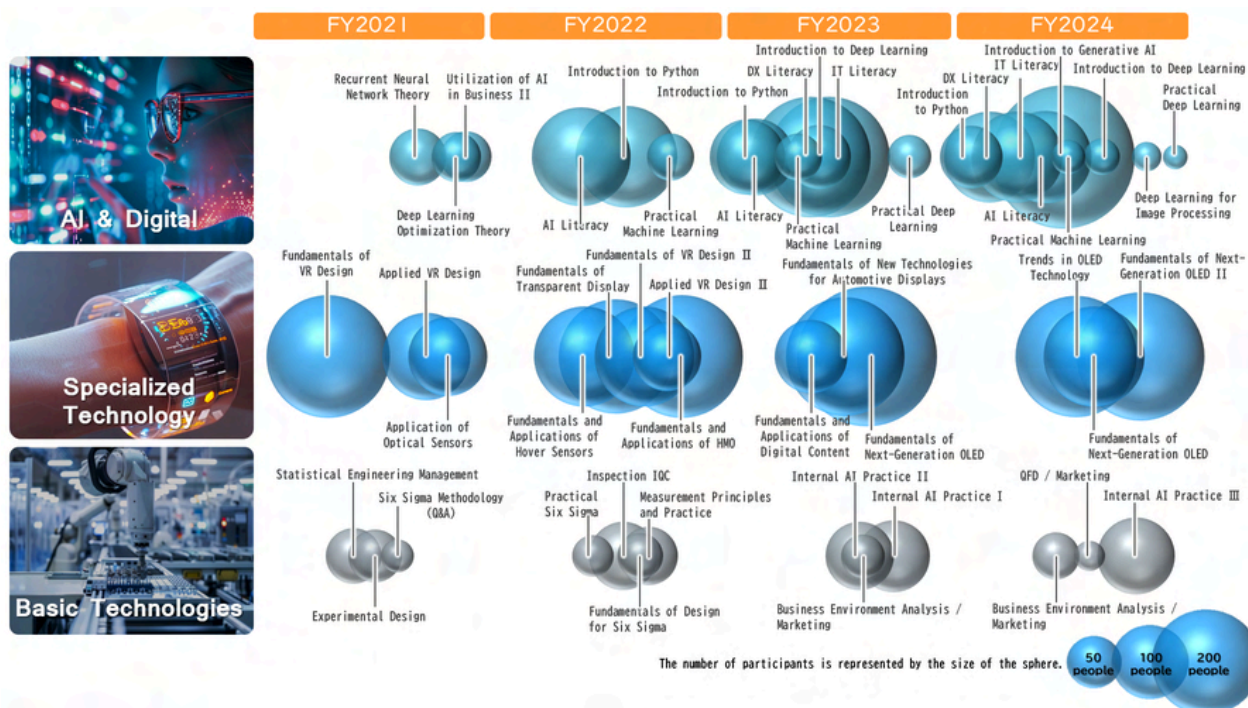 FY2021
FY2022
FY2023
FY2024
AI & Digital
Recurrent Neural
Network Theory
Utilization of AI
in Business II
Deep Learning
Optimization Theory
Introduction to Python
AI Literacy
Practical
Machine Learning
Introduction to Deep Learning
DX Literacy
IT Literacy
Introduction to Python
AI Literacy
Practical
Machine Learning
Practical Deep
Learning
Introduction to Generative AI
IT Literacy
DX Literacy
Introduction to Deep Learning
Introduction
to Python
Practical
Deep Learning
AI Literacy
Deep Learning for
Image Processing
Practical Machine Learning
Specialized
Technology
Fundamentals of
VR Design
Applied VR Design
Application of
Optical Sensors
Fundamentals of VR Design Ⅱ
Fundamentals of
Transparent Display
Applied VR Design Ⅱ
Fundamentals and
Applications of
Hover Sensors
Fundamentals and
Applications of HMO
Fundamentals of New Technologies
for Automotive Displays
Fundamentals and
Applications of
Digital Content
Fundamentals of
Next-Generation OLED
Trends in OLED
Technology
Fundamentals of Next-
Generation OLED II
Fundamentals of
Next-Generation OLED
Basic Technologies
Statistical Engineering Management
Six Sigma Methodology
(Q&A)
Experimental Design
Inspection IQC
Practical
Six Sigma
Measurement Principles
and Practice
Fundamentals of Design
for Six Sigma
Internal AI Practice II
Internal AI Practice I
Business Environment Analysis /
Marketing
QFD / Marketing
Internal AI Practice Ⅲ
Business Environment Analysis /
Marketing
The number of participants is represented by the size of the sphere.
50
people
100
people
200
people